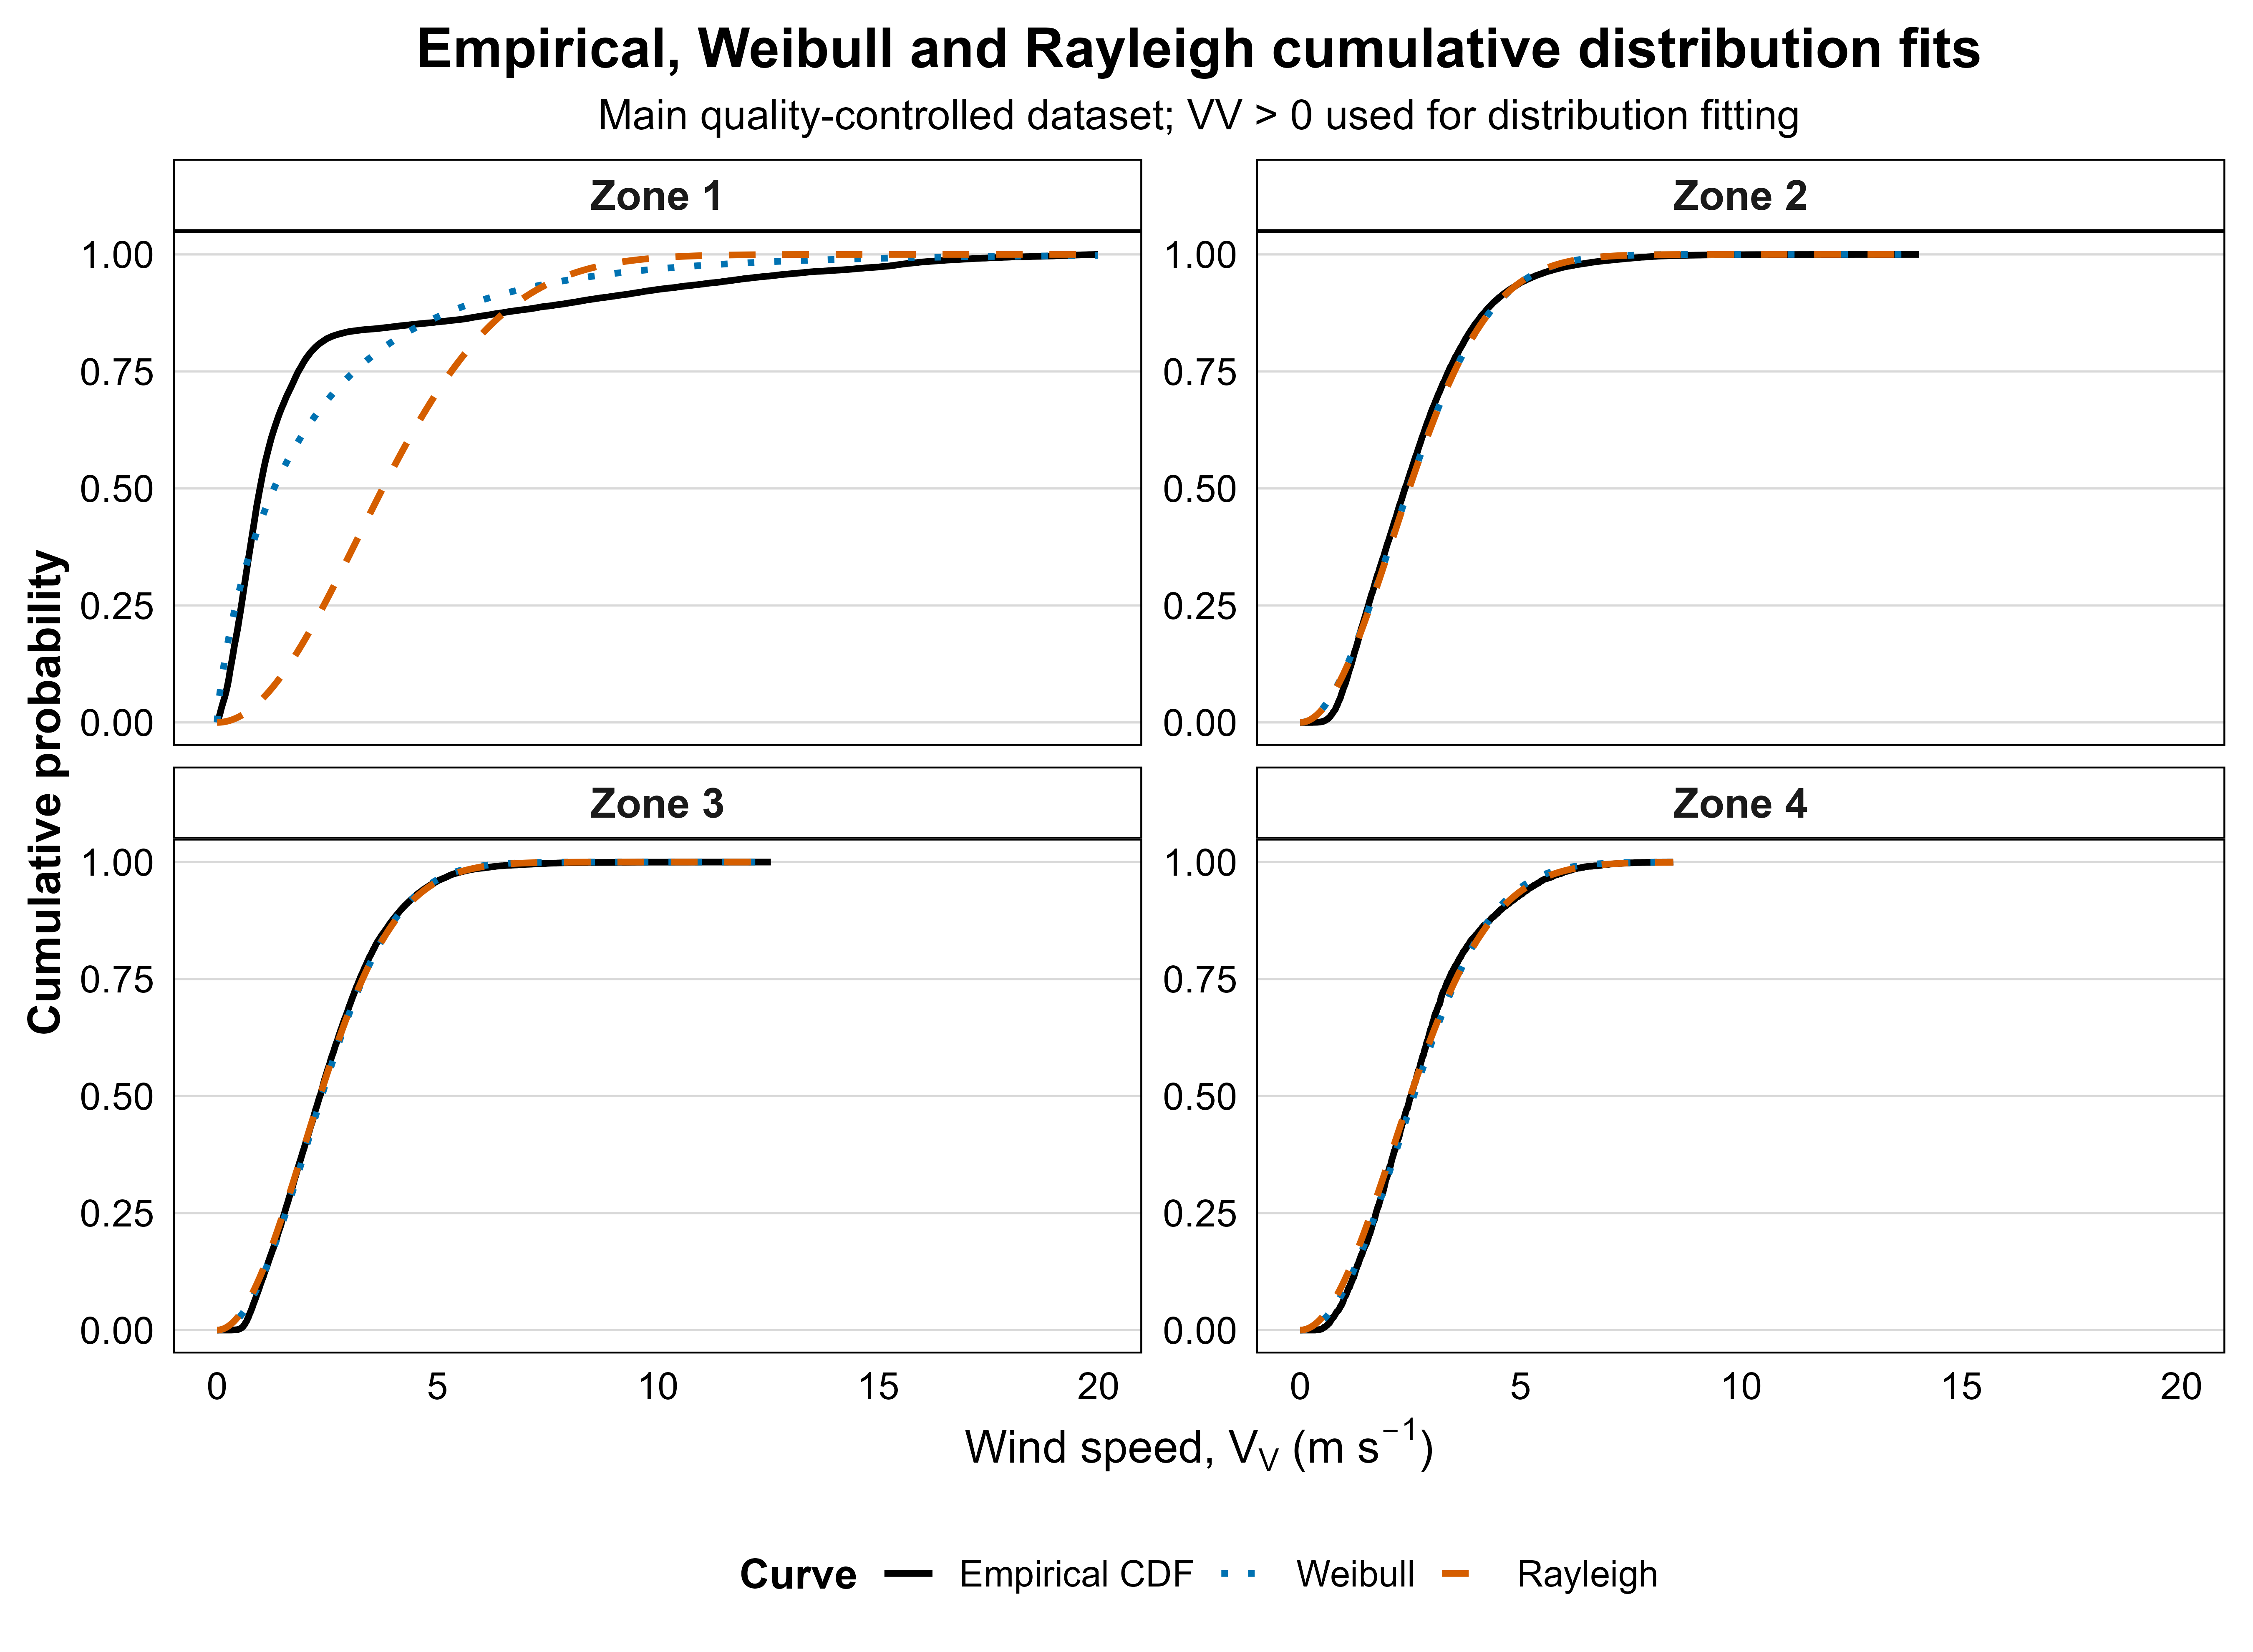 Empirical, Weibull and Rayleigh cumulative distribution fits
Main quality-controlled dataset; VV > 0 used for distribution fitting
Zone 1
Zone 2
1.00
0.75
0.50
0.25
0.00
1.00
0.75
0.50
0.25
0.00
Zone 3
Zone 4
1.00
0.75
0.50
0.25
0.00
1.00
0.75
0.50
0.25
0.00
Cumulative probability
0 5 10 15 20
0 5 10 15 20
Wind speed, V_V (m s⁻¹)
Curve Empirical CDF Weibull Rayleigh